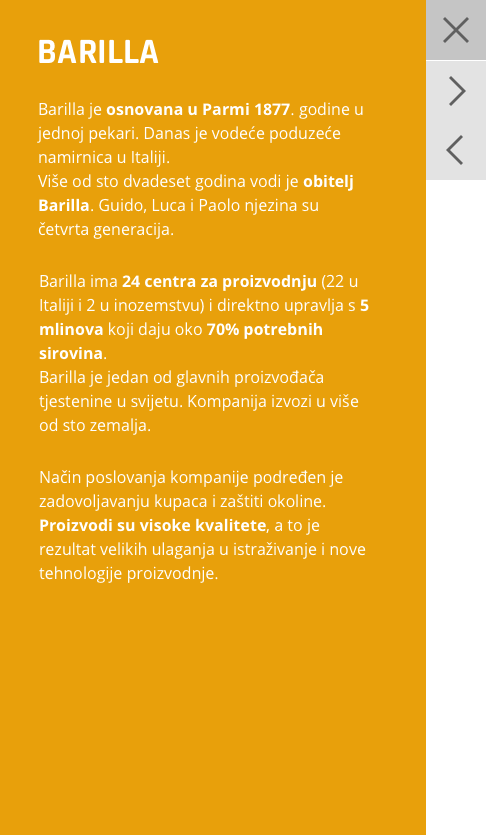 BARILLA
Barilla je osnovana u Parmi 1877. godine u
jednoj pekari. Danas je vodeće poduzeće
namirnica u Italiji.
Više od sto dvadeset godina vodi je obitelj
Barilla. Guido, Luca i Paolo njezina su
četvrta generacija.
Barilla ima 24 centra za proizvodnju (22 u
Italiji i 2 u inozemstvu) i direktno upravlja s 5
mlinova koji daju oko 70% potrebnih
sirovina.
Barilla je jedan od glavnih proizvođača
tjestenine u svijetu. Kompanija izvozi u više
od sto zemalja.
Način poslovanja kompanije podređen je
zadovoljavanju kupaca i zaštiti okoline.
Proizvodi su visoke kvalitete, a to je
rezultat velikih ulaganja u istraživanje i nove
tehnologije proizvodnje.